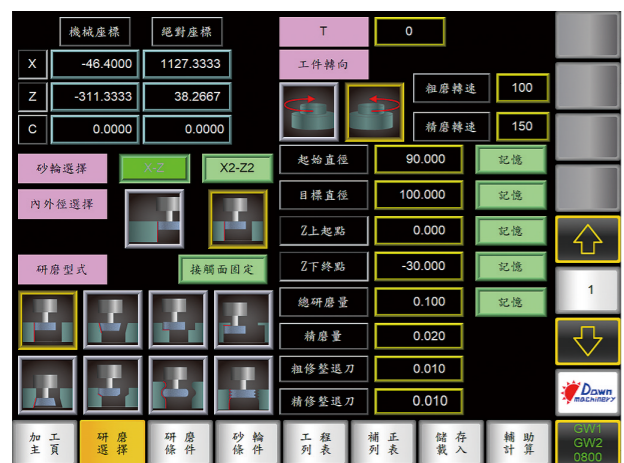 機械座標 絕對座標
X -46.4000 1127.3333
Z -311.3333 38.2667
C 0.0000 0.0000
T 0
工件轉向
粗磨轉速 100
精磨轉速 150
砂輪選擇 X-Z X2-Z2
內外徑選擇
研磨型式 接觸面固定
起始直徑 90.000 記憶
目標直徑 100.000 記憶
Z上起點 0.000 記憶
Z下終點 -30.000 記憶
總研磨量 0.100 記憶
精磨量 0.020
粗修整退刀 0.010
精修整退刀 0.010
1
Down
MACHINERY
加工主頁 研磨選擇 研磨條件 砂輪條件 工程列表 補正列表 儲存載入 輔助計算
GW1
GW2
0800